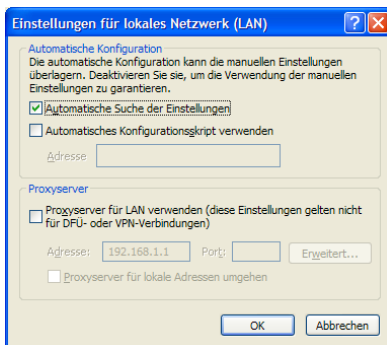 Einstellungen für lokales Netzwerk (LAN)
Automatische Konfiguration
Die automatische Konfiguration kann die manuellen Einstellungen
überlagern. Deaktivieren Sie sie, um die Verwendung der manuellen
Einstellungen zu garantieren.
Automatische Suche der Einstellungen
Automatisches Konfigurationsskript verwenden
Adresse
Proxyserver
Proxyserver für LAN verwenden (diese Einstellungen gelten nicht
für DFÜ- oder VPN-Verbindungen)
Adresse: 192.168.1.1 Port: Erweitert...
Proxyserver für lokale Adressen umgehen
OK Abbrechen